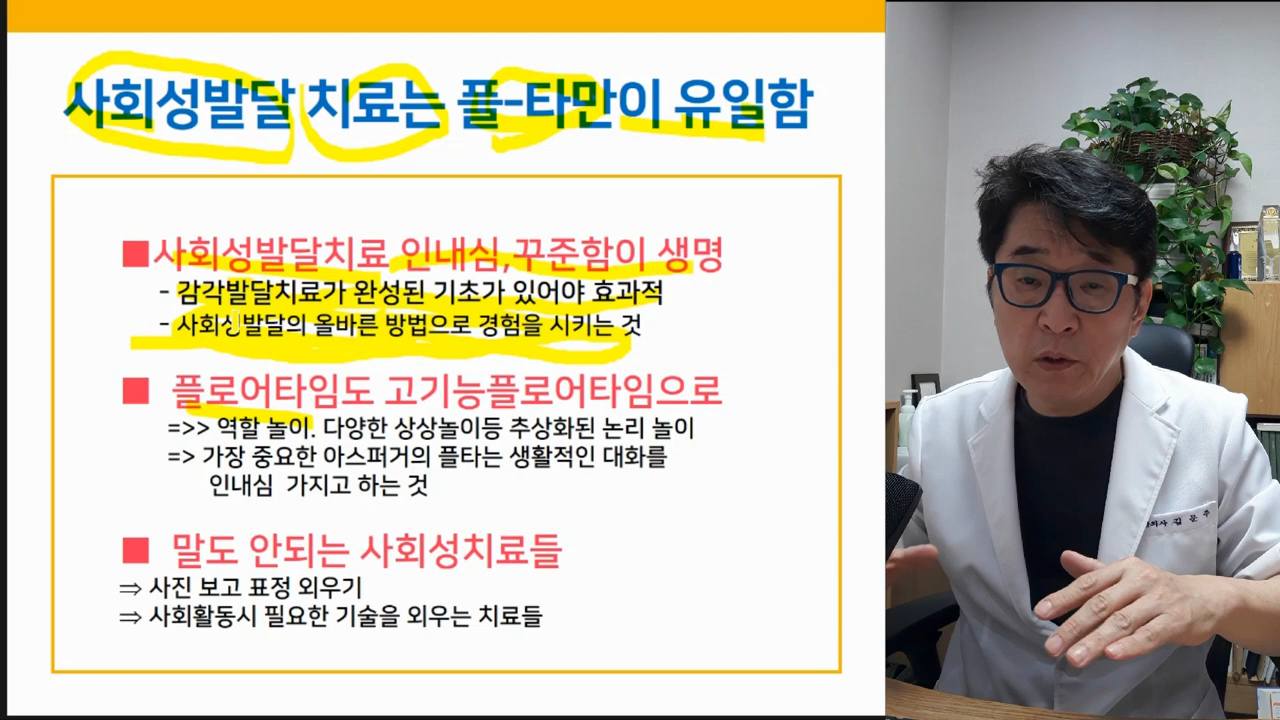 사회성발달 치료는 플-타만이 유일함
■사회성발달치료 인내심,꾸준함이 생명
- 감각발달치료가 완성된 기초가 있어야 효과적
- 사회성발달의 올바른 방법으로 경험을 시키는 것
■ 플로어타임도 고기능플로어타임으로
=>> 역할 놀이. 다양한 상상놀이등 추상화된 논리 놀이
=> 가장 중요한 아스퍼거의 플타는 생활적인 대화를
인내심 가지고 하는 것
■ 말도 안되는 사회성치료들
⇒ 사진 보고 표정 외우기
⇒ 사회활동시 필요한 기술을 외우는 치료들